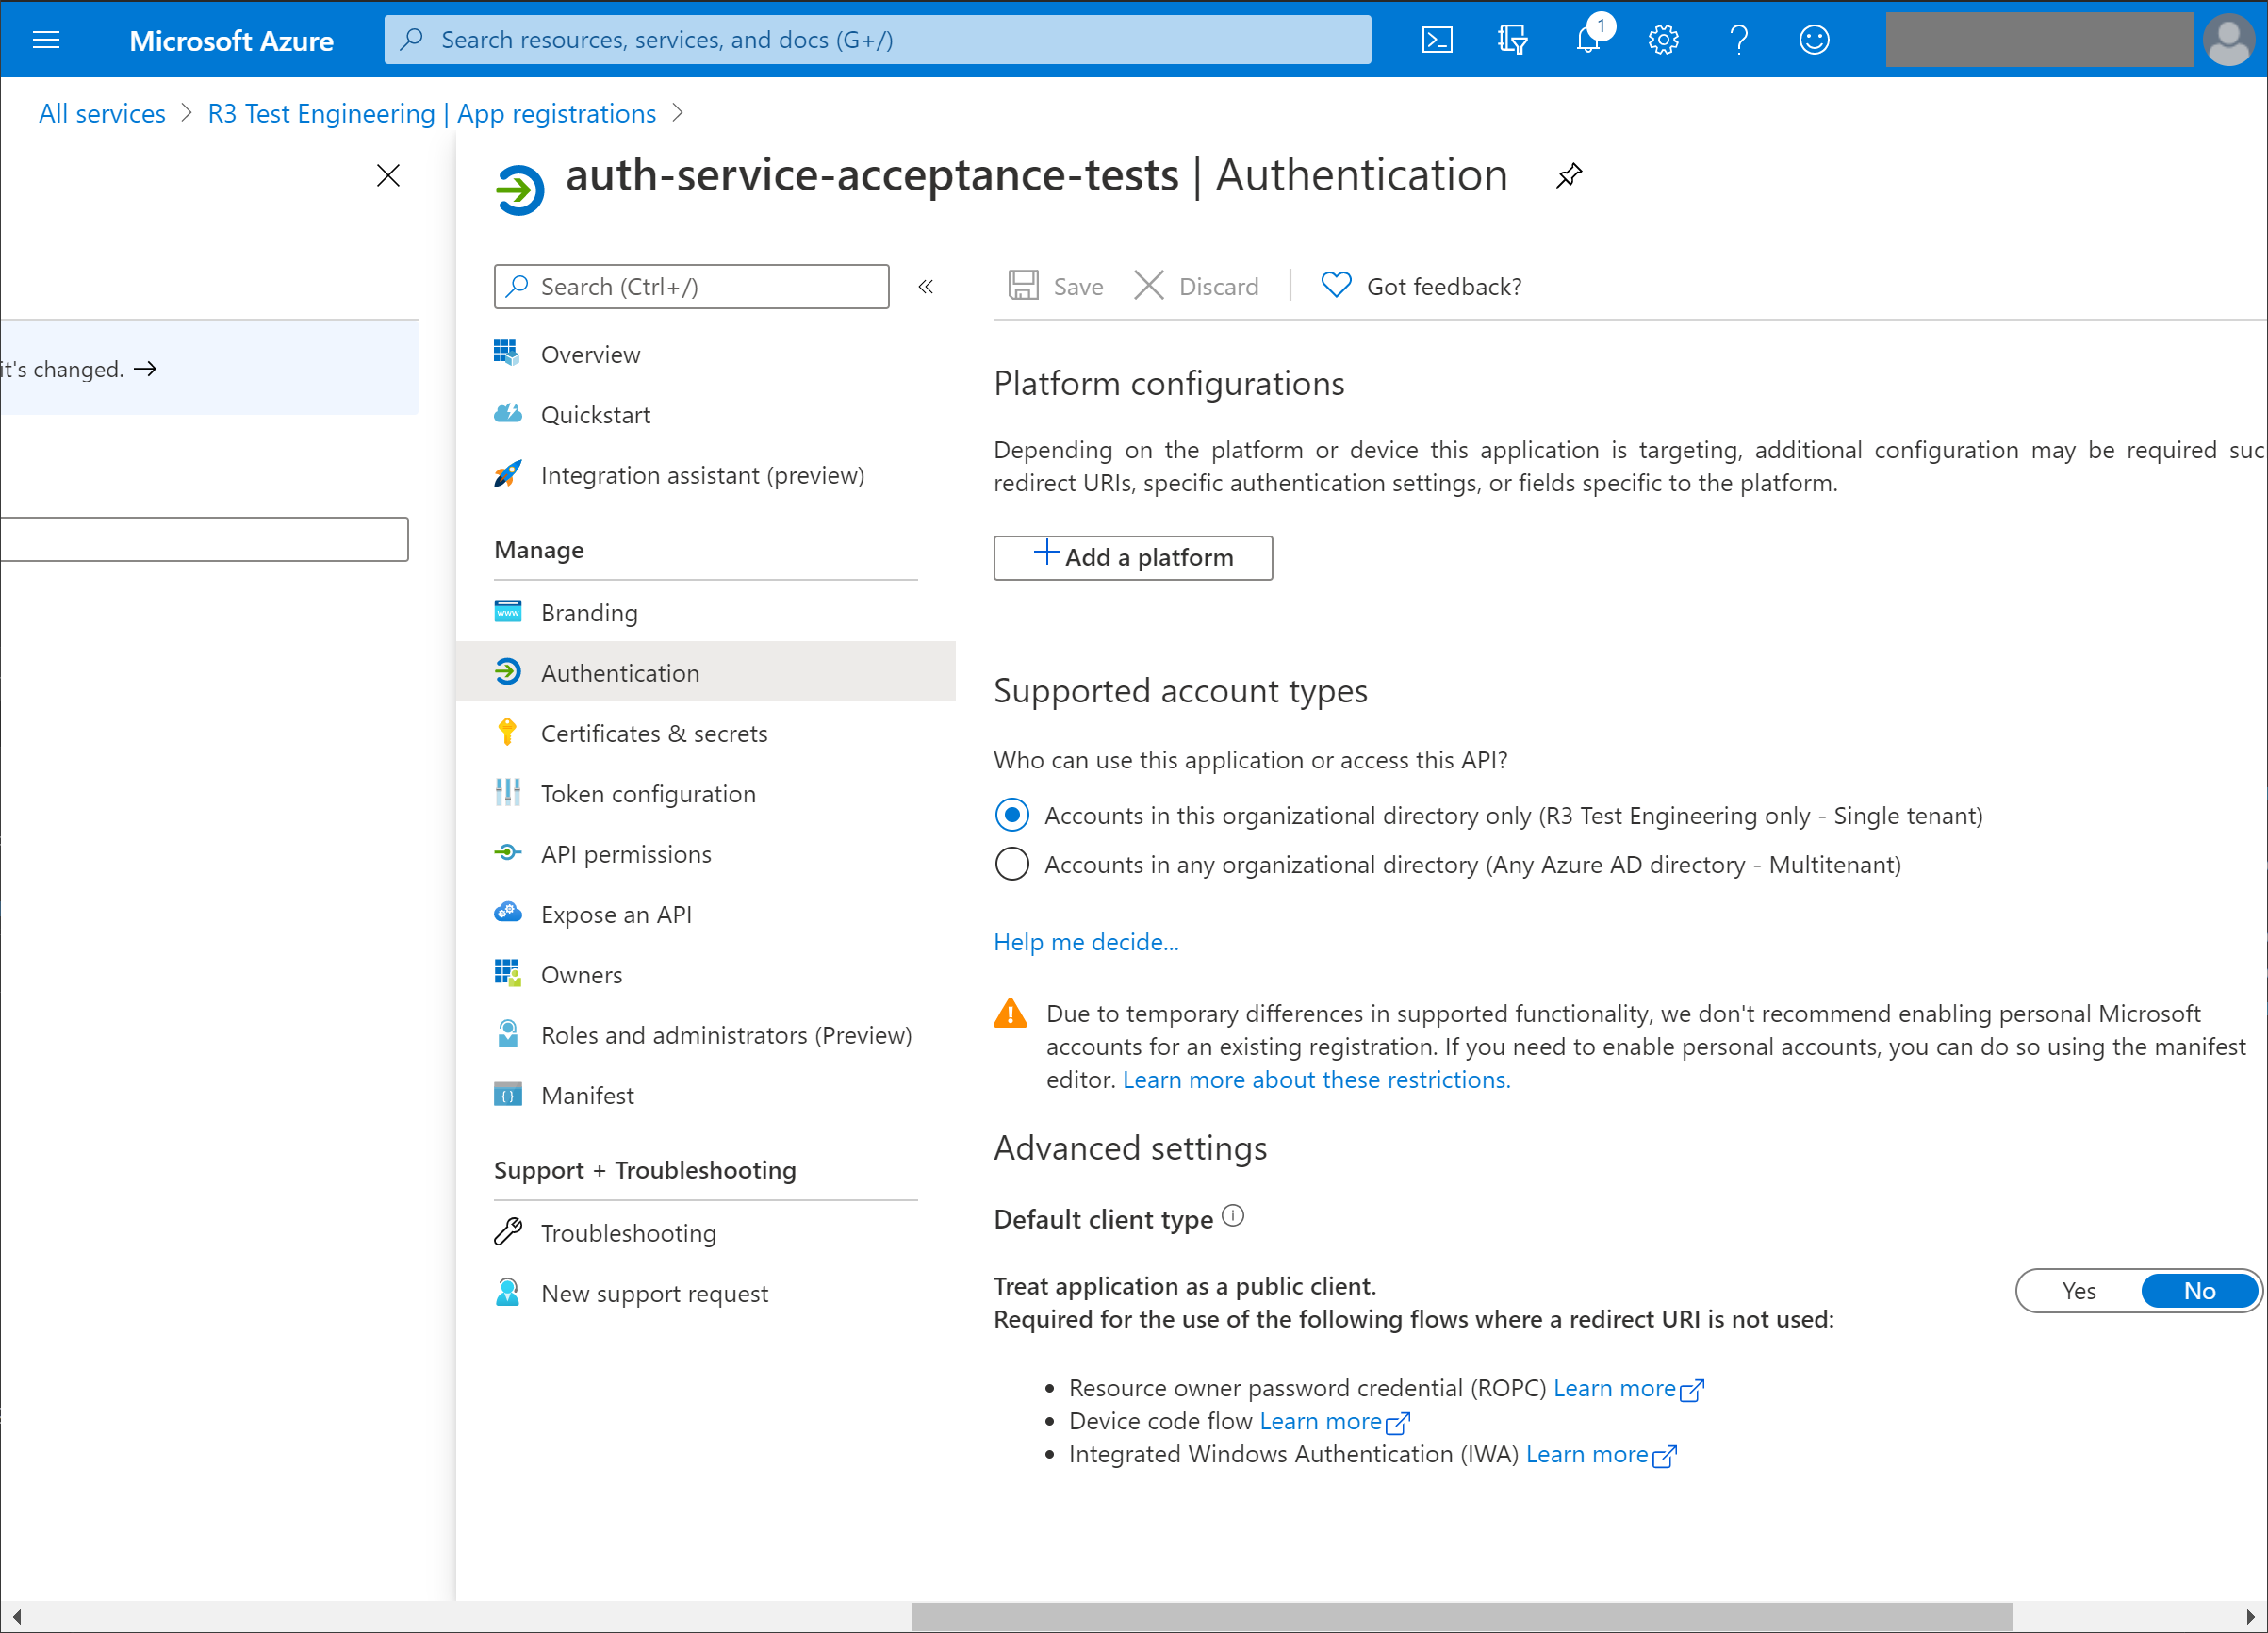 Microsoft Azure
Search resources, services, and docs (G+/)
1
All services > R3 Test Engineering | App registrations >
auth-service-acceptance-tests | Authentication
it's changed. →
Search (Ctrl+/)
«
Overview
Quickstart
Integration assistant (preview)
Manage
Branding
Authentication
Certificates & secrets
Token configuration
API permissions
Expose an API
Owners
Roles and administrators (Preview)
Manifest
Support + Troubleshooting
Troubleshooting
New support request
Save Discard | Got feedback?
Platform configurations
Depending on the platform or device this application is targeting, additional configuration may be required suc
redirect URIs, specific authentication settings, or fields specific to the platform.
+ Add a platform
Supported account types
Who can use this application or access this API?
Accounts in this organizational directory only (R3 Test Engineering only - Single tenant)
Accounts in any organizational directory (Any Azure AD directory - Multitenant)
Help me decide...
Due to temporary differences in supported functionality, we don't recommend enabling personal Microsoft
accounts for an existing registration. If you need to enable personal accounts, you can do so using the manifest
editor. Learn more about these restrictions.
Advanced settings
Default client type
Treat application as a public client.
Yes No
Required for the use of the following flows where a redirect URI is not used:
• Resource owner password credential (ROPC) Learn more
• Device code flow Learn more
• Integrated Windows Authentication (IWA) Learn more